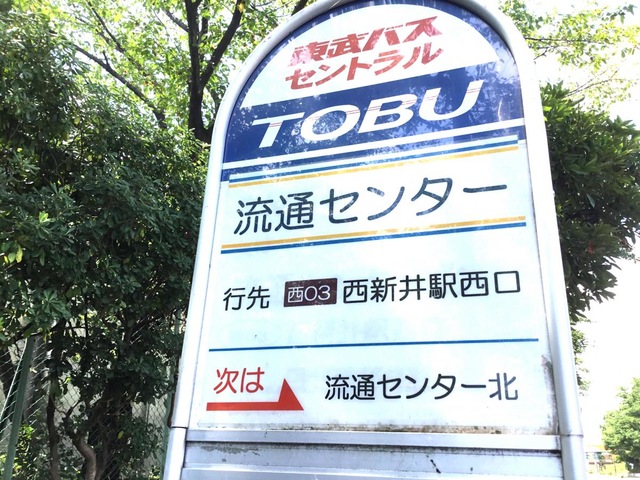 東武バス
セントラル
TOBU
流通センター
行先 西03 西新井駅西口
次は 流通センター北